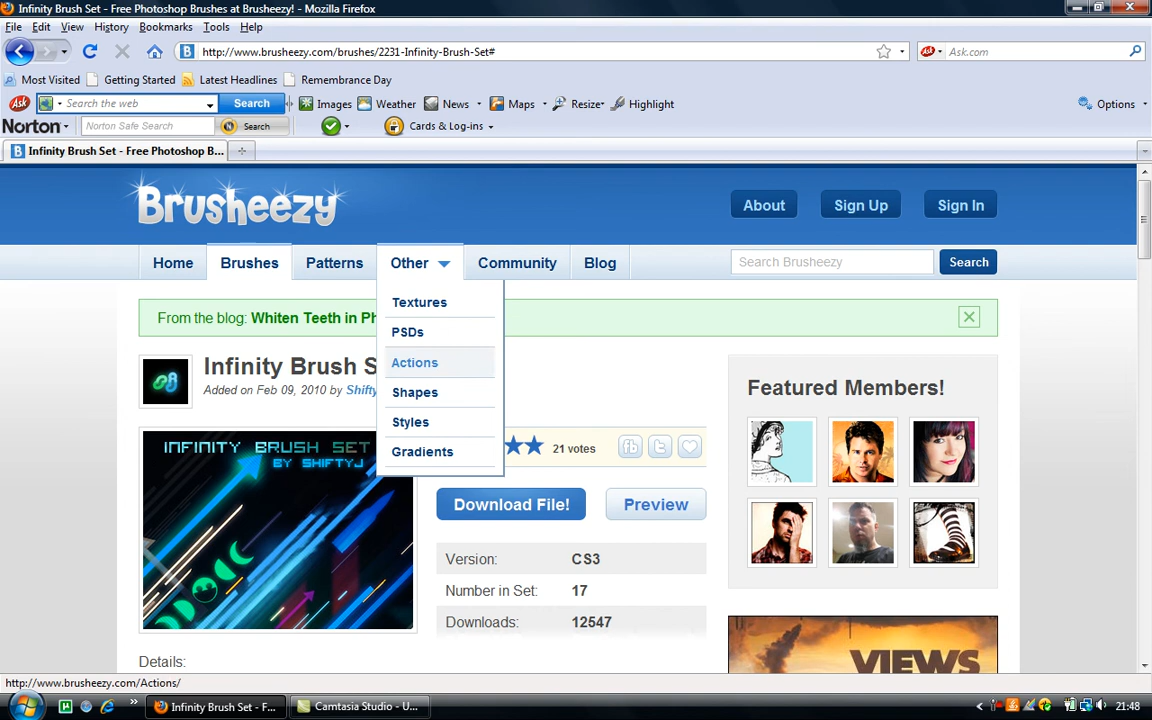 Infinity Brush Set - Free Photoshop Brushes at Brusheezy! - Mozilla Firefox
File Edit View History Bookmarks Tools Help
http://www.brusheezy.com/brushes/2231-Infinity-Brush-Set#
Ask Ask.com
Most Visited Getting Started Latest Headlines Remembrance Day
Ask Search the web Search Images Weather News Maps Resize Highlight Options
Norton Norton Safe Search Search Cards & Log-ins
Infinity Brush Set - Free Photoshop B...
Brusheezy
About Sign Up Sign In
Home Brushes Patterns Other Community Blog Search Brusheezy Search
From the blog: Whiten Teeth in Ph
Textures
PSDs
Actions
Shapes
Styles
Gradients
Infinity Brush S
Added on Feb 09, 2010 by Shifty
INFINITY BRUSH SET
BY SHIFTYJ
21 votes
fb t
Download File! Preview
Version: CS3
Number in Set: 17
Downloads: 12547
Details:
Featured Members!
VIEWS
http://www.brusheezy.com/Actions/
Infinity Brush Set - F... Camtasia Studio - U... 21:48